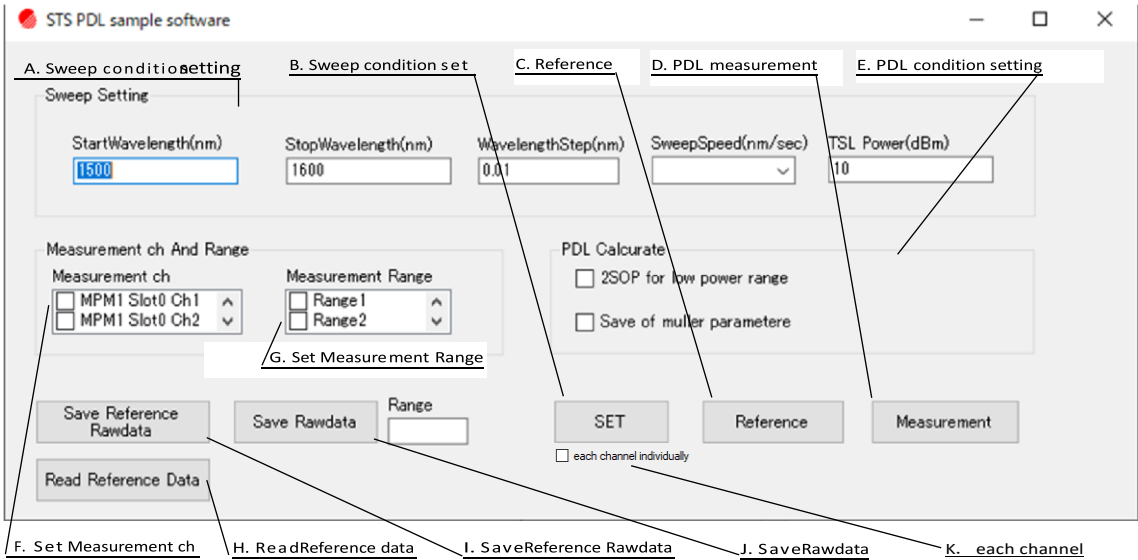 STS PDL sample software
A. Sweep conditionsetting
B. Sweep condition set
C. Reference
D. PDL measurement
E. PDL condition setting
Sweep Setting
StartWavelength(nm)
StopWavelength(nm)
WavelengthStep(nm)
SweepSpeed(nm/sec)
TSL Power(dBm)
1500
1600
0.01
10
Measurement ch And Range
PDL Calcurate
Measurement ch
Measurement Range
2SOP for low power range
MPM1 Slot0 Ch1
MPM1 Slot0 Ch2
Range1
Range2
Save of muller parametere
G. Set Measurement Range
Save Reference
Rawdata
Save Rawdata
Range
SET
Reference
Measurement
each channel individually
Read Reference Data
F. Set Measurement ch
H. ReadReference data
I. SaveReference Rawdata
J. SaveRawdata
K. each channel